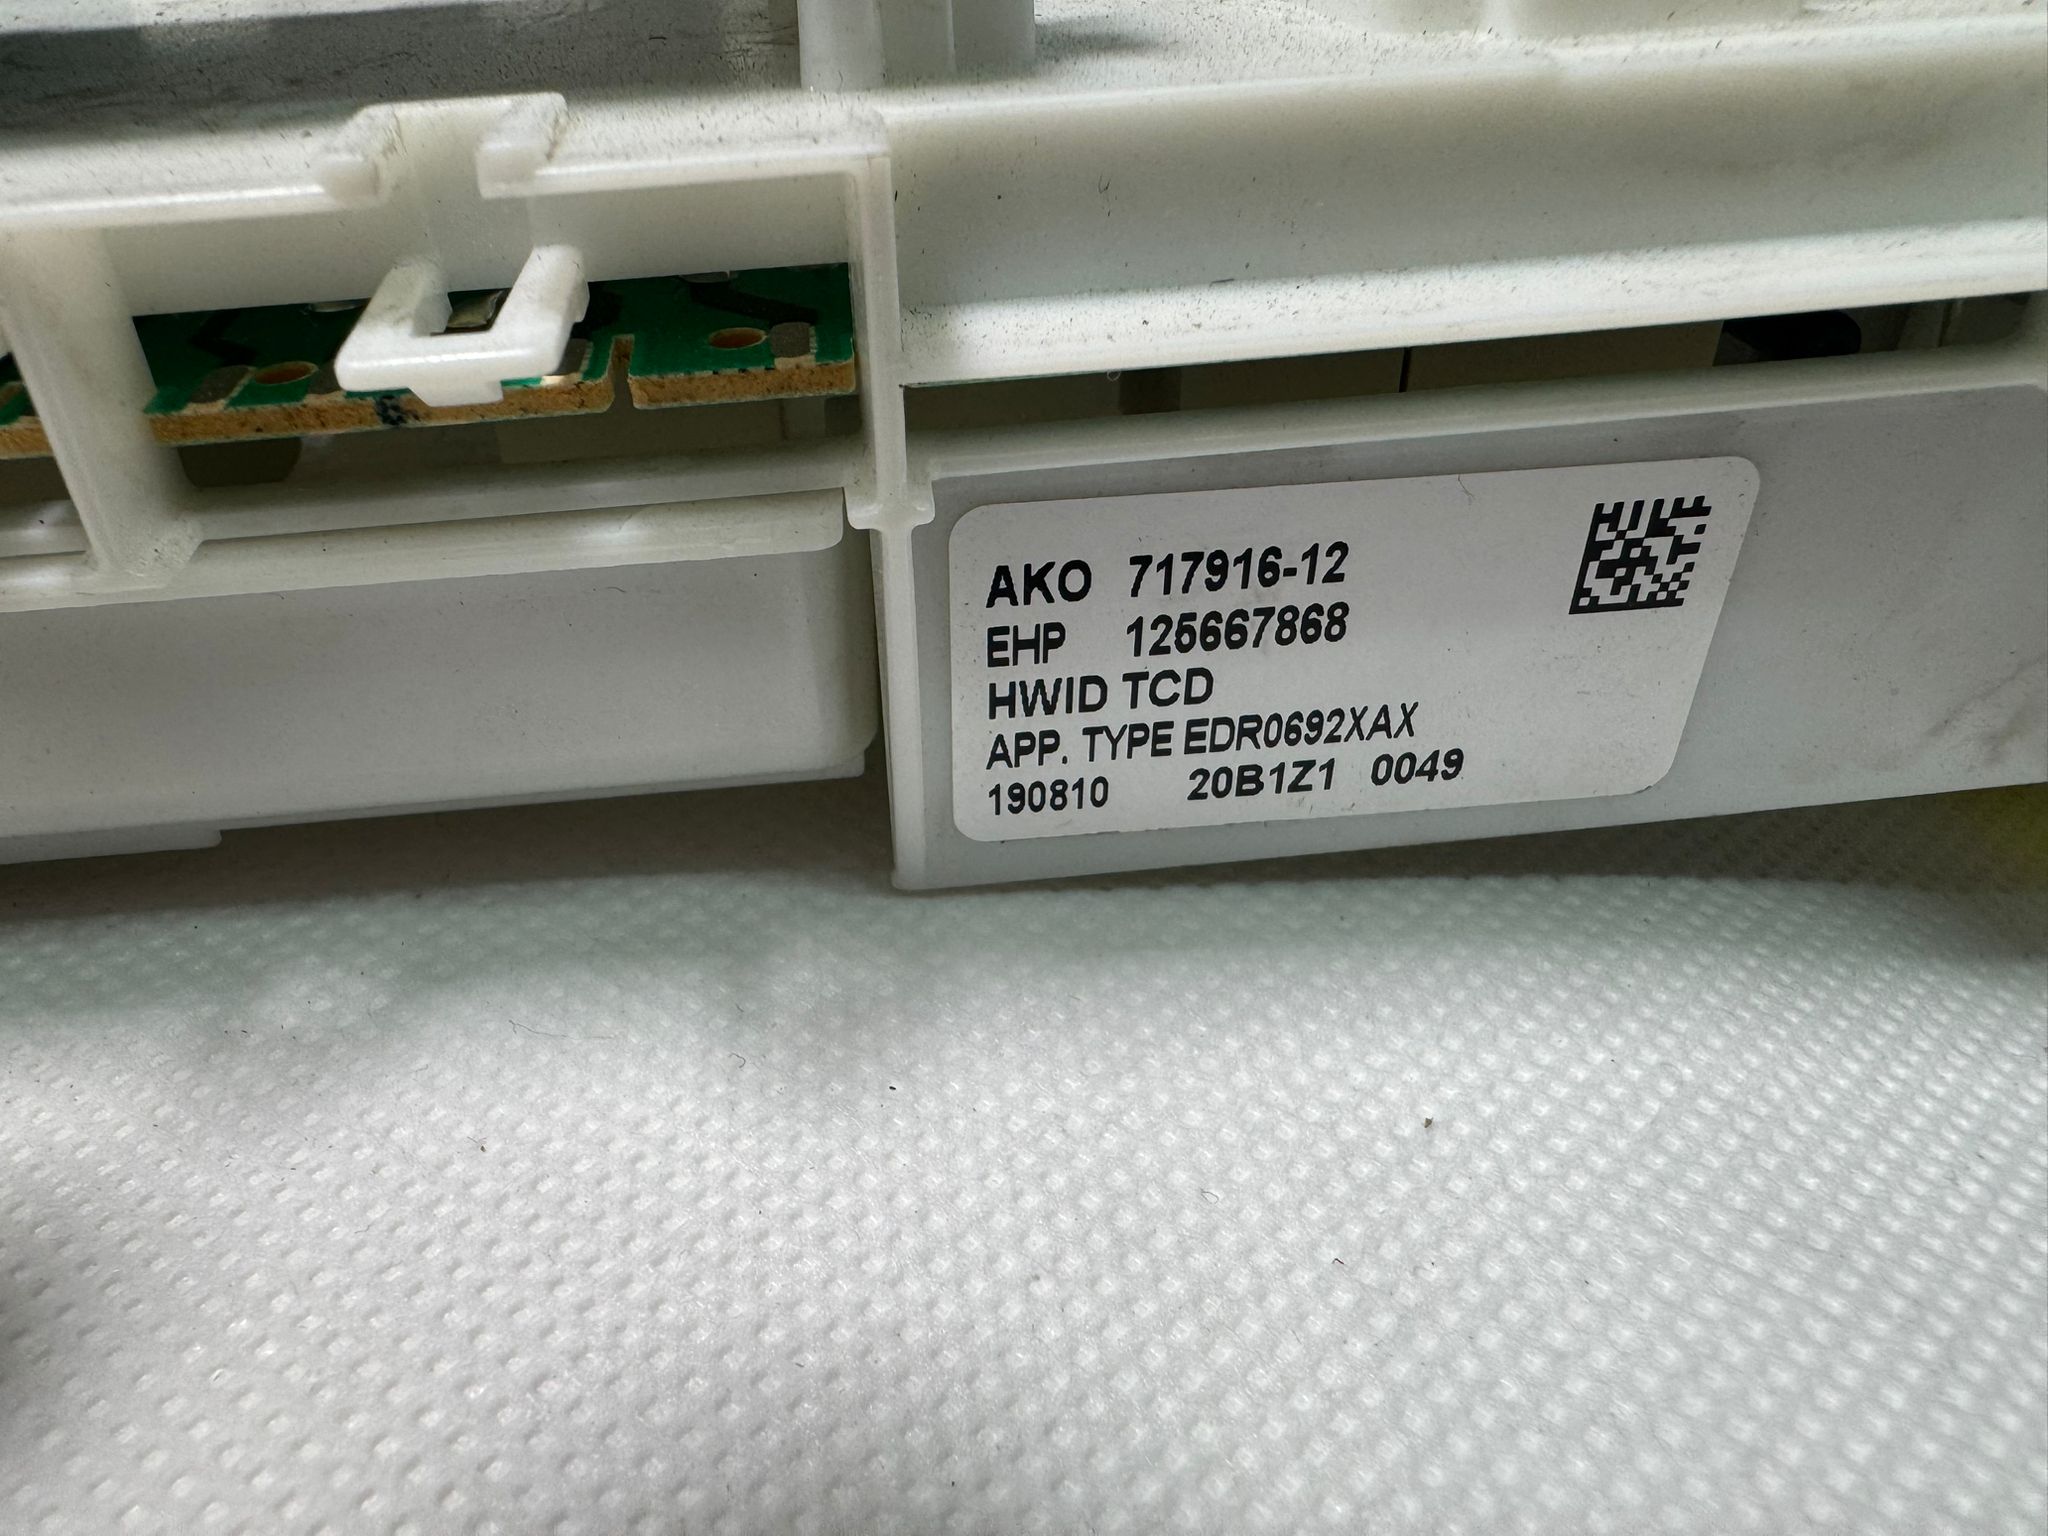 AKO 717916-12
EHP 125667868
HWID TCD
APP. TYPE EDR0692XAX
190810 20B1Z1 0049